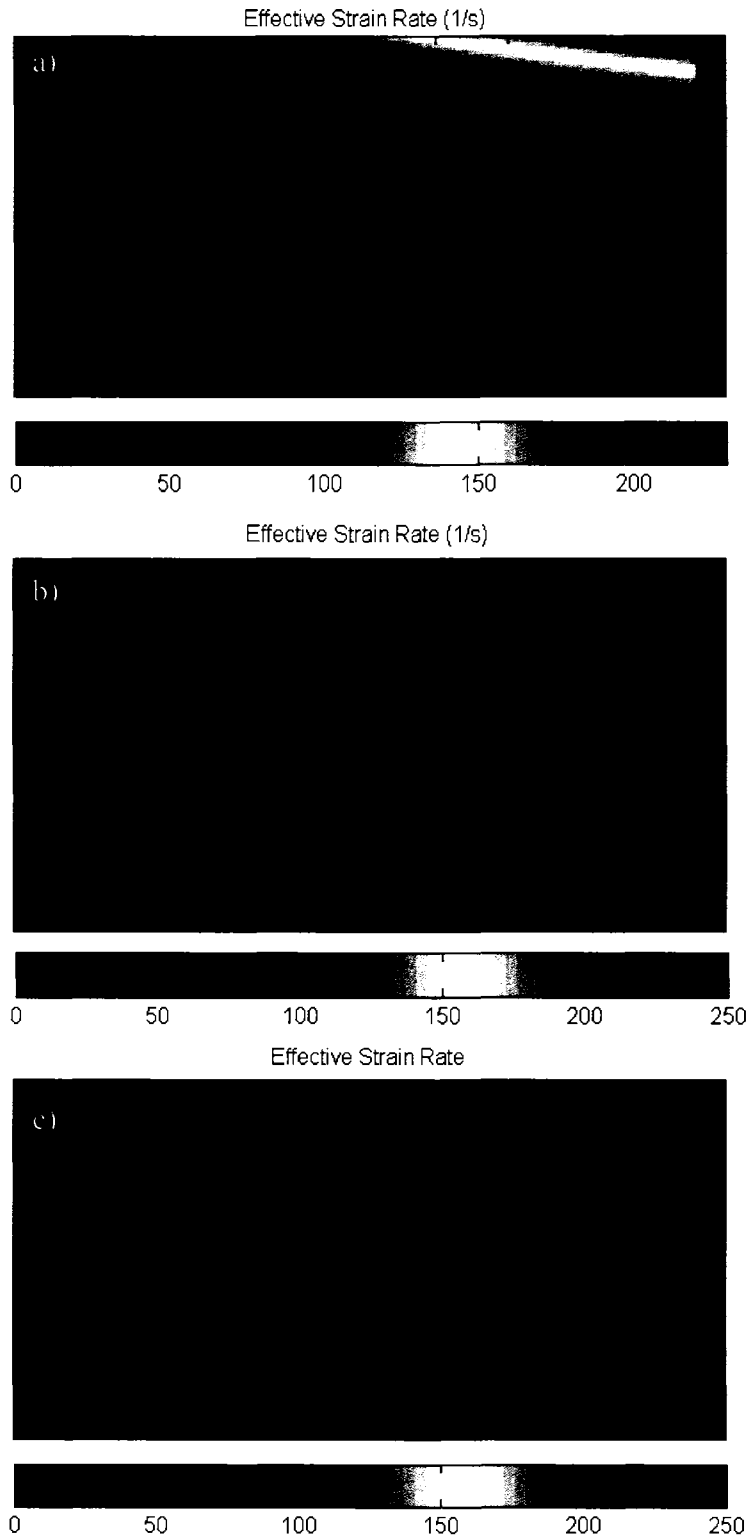 Effective Strain Rate (1/s)
a)
0 50 100 150 200
Effective Strain Rate (1/s)
b)
0 50 100 150 200 250
Effective Strain Rate
c)
0 50 100 150 200 250